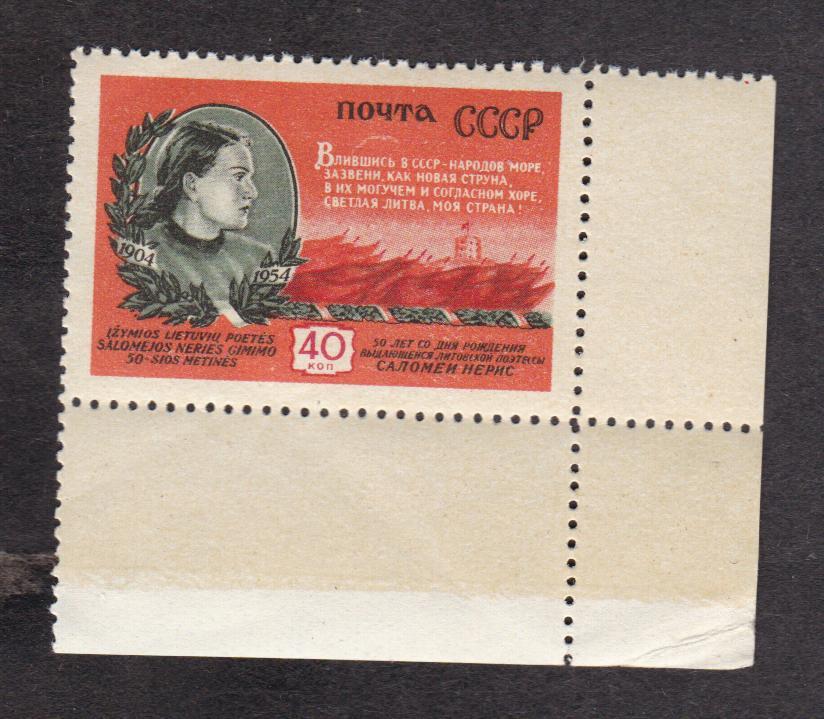 ПОЧТА СССР
ВЛИВШИСЬ В СССР-НАРОДОВ МОРЕ,
ЗАЗВЕНИ, КАК НОВАЯ СТРУНА,
В ИХ МОГУЧЕМ И СОГЛАСНОМ ХОРЕ,
СВЕТЛАЯ ЛИТВА, МОЯ СТРАНА!
1904
1954
ĮŽYMIOS LIETUVIŲ POETĖS
SALOMĖJOS NERIES GIMIMO
50-SIOS METINĖS
40
КОП
50 ЛЕТ СО ДНЯ РОЖДЕНИЯ
ВЫДАЮЩЕЙСЯ ЛИТОВСКОЙ ПОЭТЕССЫ
САЛОМЕИ НЕРИС